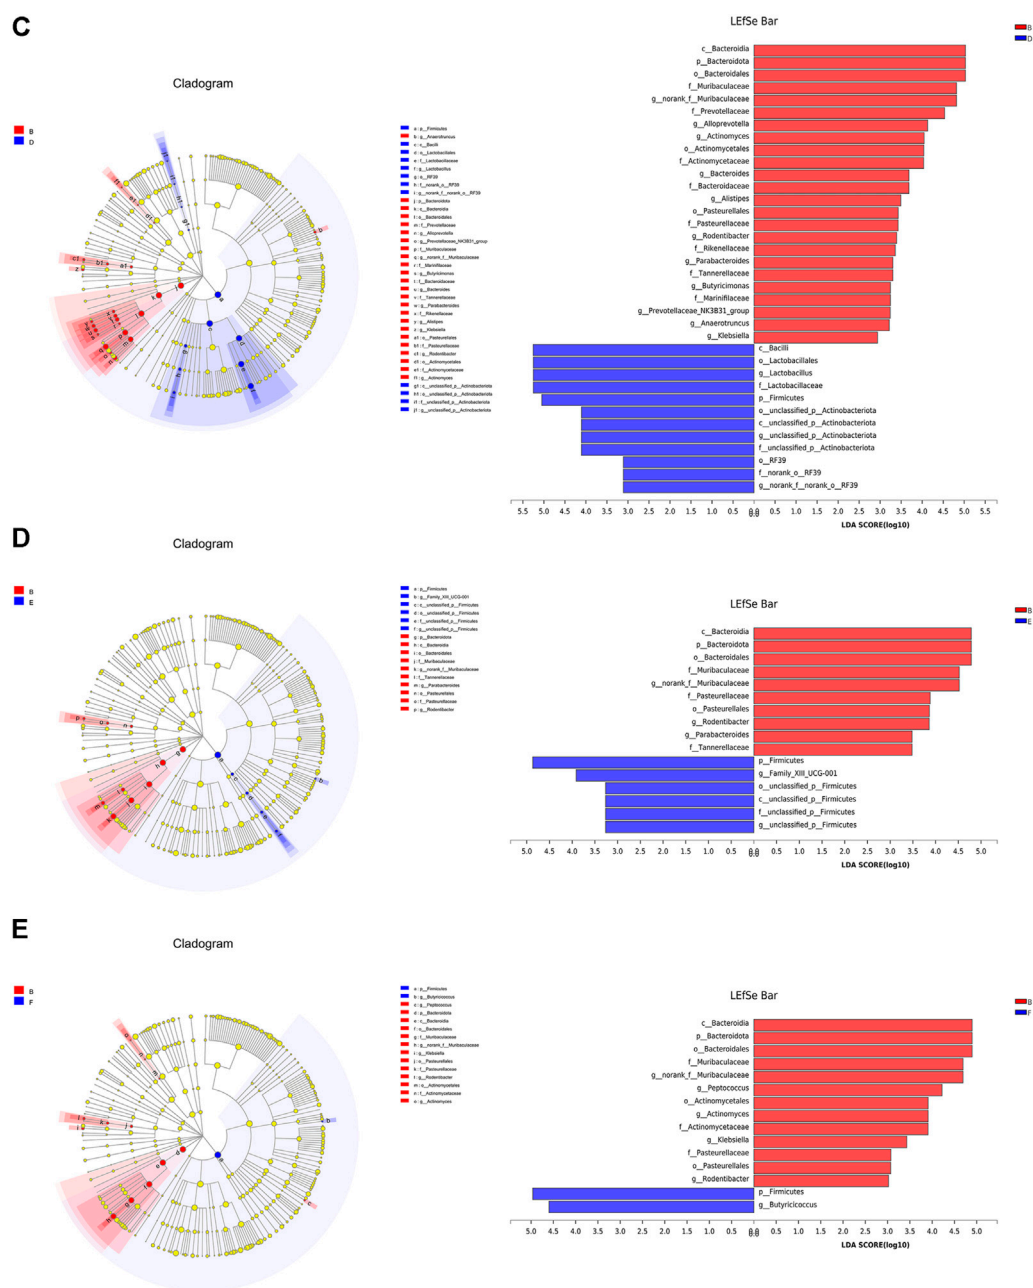 C
Cladogram
B
D
a : p__Firmicutes
b : g__Anaerotruncus
c : c__Bacilli
d : o__Lactobacillales
e : f__Lactobacillaceae
f : g__Lactobacillus
g : o__RF39
h : f__norank_o__RF39
i : g__norank_f__norank_o__RF39
j : p__Bacteroidota
k : c__Bacteroidia
l : o__Bacteroidales
m : f__Prevotellaceae
n : g__Alloprevotella
o : g__Prevotellaceae_NK3B31_group
p : f__Muribaculaceae
q : g__norank_f__Muribaculaceae
r : f__Marinifilaceae
s : g__Butyricimonas
t : f__Bacteroidaceae
u : g__Bacteroides
v : f__Tannerellaceae
w : g__Parabacteroides
x : f__Rikenellaceae
y : g__Alistipes
z : g__Klebsiella
a1 : o__Pasteurellales
b1 : f__Pasteurellaceae
c1 : g__Rodentibacter
d1 : o__Actinomycetales
e1 : f__Actinomycetaceae
f1 : g__Actinomyces
g1 : c__unclassified_p__Actinobacteriota
h1 : o__unclassified_p__Actinobacteriota
i1 : f__unclassified_p__Actinobacteriota
j1 : g__unclassified_p__Actinobacteriota
LEfSe Bar
B
D
c__Bacteroidia
p__Bacteroidota
o__Bacteroidales
f__Muribaculaceae
g__norank_f__Muribaculaceae
f__Prevotellaceae
g__Alloprevotella
g__Actinomyces
o__Actinomycetales
f__Actinomycetaceae
g__Bacteroides
f__Bacteroidaceae
g__Alistipes
o__Pasteurellales
f__Pasteurellaceae
g__Rodentibacter
f__Rikenellaceae
g__Parabacteroides
f__Tannerellaceae
g__Butyricimonas
f__Marinifilaceae
g__Prevotellaceae_NK3B31_group
g__Anaerotruncus
g__Klebsiella
c__Bacilli
o__Lactobacillales
g__Lactobacillus
f__Lactobacillaceae
p__Firmicutes
o__unclassified_p__Actinobacteriota
c__unclassified_p__Actinobacteriota
g__unclassified_p__Actinobacteriota
f__unclassified_p__Actinobacteriota
o__RF39
f__norank_o__RF39
g__norank_f__norank_o__RF39
5.5 5.0 4.5 4.0 3.5 3.0 2.5 2.0 1.5 1.0 0.5 0.0 0.5 1.0 1.5 2.0 2.5 3.0 3.5 4.0 4.5 5.0 5.5
LDA SCORE(log10)
D
Cladogram
B
E
a : p__Firmicutes
b : g__Family_XIII_UCG-001
c : c__unclassified_p__Firmicutes
d : o__unclassified_p__Firmicutes
e : f__unclassified_p__Firmicutes
f : g__unclassified_p__Firmicutes
g : p__Bacteroidota
h : c__Bacteroidia
i : o__Bacteroidales
j : f__Muribaculaceae
k : g__norank_f__Muribaculaceae
l : f__Tannerellaceae
m : g__Parabacteroides
n : o__Pasteurellales
o : f__Pasteurellaceae
p : g__Rodentibacter
LEfSe Bar
B
E
c__Bacteroidia
p__Bacteroidota
o__Bacteroidales
f__Muribaculaceae
g__norank_f__Muribaculaceae
f__Pasteurellaceae
o__Pasteurellales
g__Rodentibacter
g__Parabacteroides
f__Tannerellaceae
p__Firmicutes
g__Family_XIII_UCG-001
o__unclassified_p__Firmicutes
c__unclassified_p__Firmicutes
f__unclassified_p__Firmicutes
g__unclassified_p__Firmicutes
5.0 4.5 4.0 3.5 3.0 2.5 2.0 1.5 1.0 0.5 0.0 0.5 1.0 1.5 2.0 2.5 3.0 3.5 4.0 4.5 5.0
LDA SCORE(log10)
E
Cladogram
B
F
a : p__Firmicutes
b : g__Butyricicoccus
c : g__Peptococcus
d : p__Bacteroidota
e : c__Bacteroidia
f : o__Bacteroidales
g : f__Muribaculaceae
h : g__norank_f__Muribaculaceae
i : g__Klebsiella
j : o__Pasteurellales
k : f__Pasteurellaceae
l : g__Rodentibacter
m : o__Actinomycetales
n : f__Actinomycetaceae
o : g__Actinomyces
LEfSe Bar
B
F
c__Bacteroidia
p__Bacteroidota
o__Bacteroidales
f__Muribaculaceae
g__norank_f__Muribaculaceae
g__Peptococcus
o__Actinomycetales
g__Actinomyces
f__Actinomycetaceae
g__Klebsiella
f__Pasteurellaceae
o__Pasteurellales
g__Rodentibacter
p__Firmicutes
g__Butyricicoccus
5.0 4.5 4.0 3.5 3.0 2.5 2.0 1.5 1.0 0.5 0.0 0.5 1.0 1.5 2.0 2.5 3.0 3.5 4.0 4.5 5.0
LDA SCORE(log10)